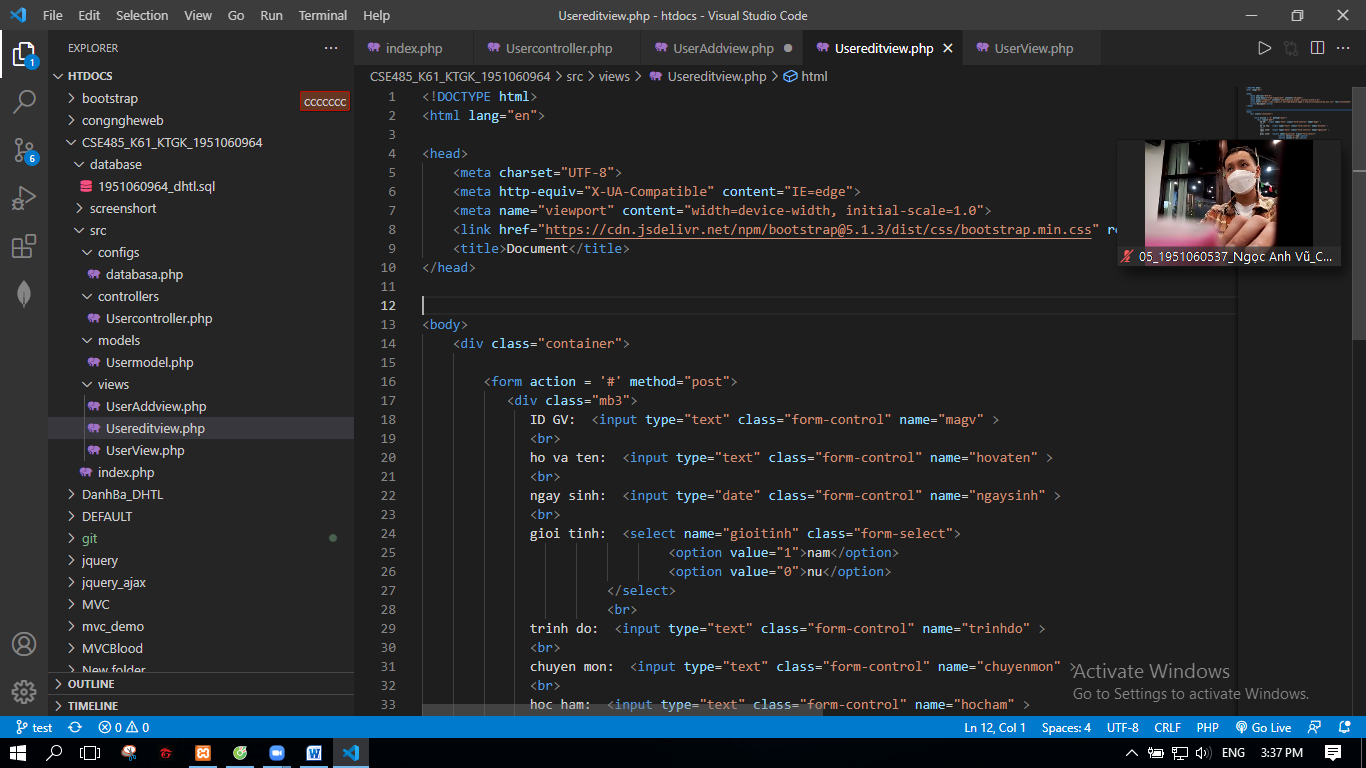 File Edit Selection View Go Run Terminal Help Usereditview.php - htdocs - Visual Studio Code
EXPLORER
HTDOCS
bootstrap
ccccccc
congngheweb
CSE485_K61_KTGK_1951060964
database
1951060964_dhtl.sql
screenshort
src
configs
databasa.php
controllers
Usercontroller.php
models
Usermodel.php
views
UserAddview.php
Usereditview.php
UserView.php
index.php
DanhBa_DHTL
DEFAULT
git
jquery
jquery_ajax
MVC
mvc_demo
MVCBlood
New folder
OUTLINE
TIMELINE
1
6
index.php Usercontroller.php UserAddview.php Usereditview.php UserView.php
CSE485_K61_KTGK_1951060964 > src > views > Usereditview.php > html
1 <!DOCTYPE html>
2 <html lang="en">
3
4 <head>
5 <meta charset="UTF-8">
6 <meta http-equiv="X-UA-Compatible" content="IE=edge">
7 <meta name="viewport" content="width=device-width, initial-scale=1.0">
8 <link href="https://cdn.jsdelivr.net/npm/bootstrap@5.1.3/dist/css/bootstrap.min.css" re
9 <title>Document</title>
10 </head>
11
12
13 <body>
14 <div class="container">
15
16 <form action = '#' method="post">
17 <div class="mb3">
18 ID GV: <input type="text" class="form-control" name="magv" >
19 <br>
20 ho va ten: <input type="text" class="form-control" name="hovaten" >
21 <br>
22 ngay sinh: <input type="date" class="form-control" name="ngaysinh" >
23 <br>
24 gioi tinh: <select name="gioitinh" class="form-select">
25 <option value="1">nam</option>
26 <option value="0">nu</option>
27 </select>
28 <br>
29 trinh do: <input type="text" class="form-control" name="trinhdo" >
30 <br>
31 chuyen mon: <input type="text" class="form-control" name="chuyenmon" >
32 <br>
33 hoc ham: <input type="text" class="form-control" name="hocham" >
05_1951060537_Ngọc Anh Vũ_C...
Activate Windows
Go to Settings to activate Windows.
test 0 0 Ln 12, Col 1 Spaces: 4 UTF-8 CRLF PHP Go Live
ENG 3:37 PM